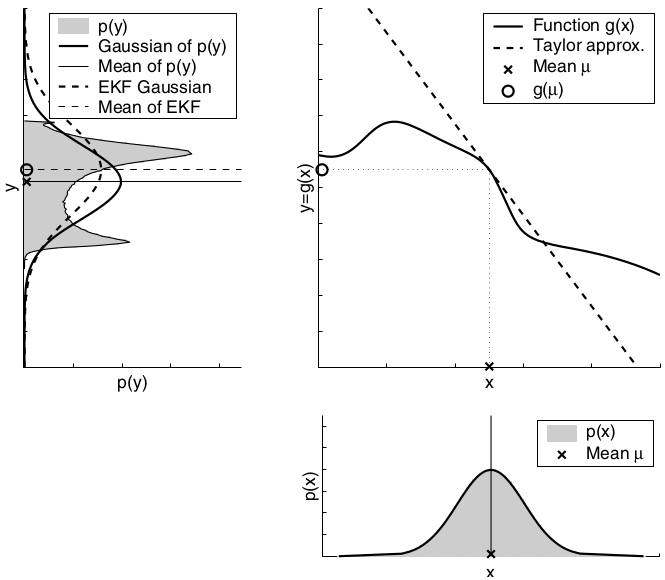 p(y)
Gaussian of p(y)
Mean of p(y)
EKF Gaussian
Mean of EKF
y
p(y)
Function g(x)
Taylor approx.
Mean μ
g(μ)
y=g(x)
x
p(x)
Mean μ
p(x)
x